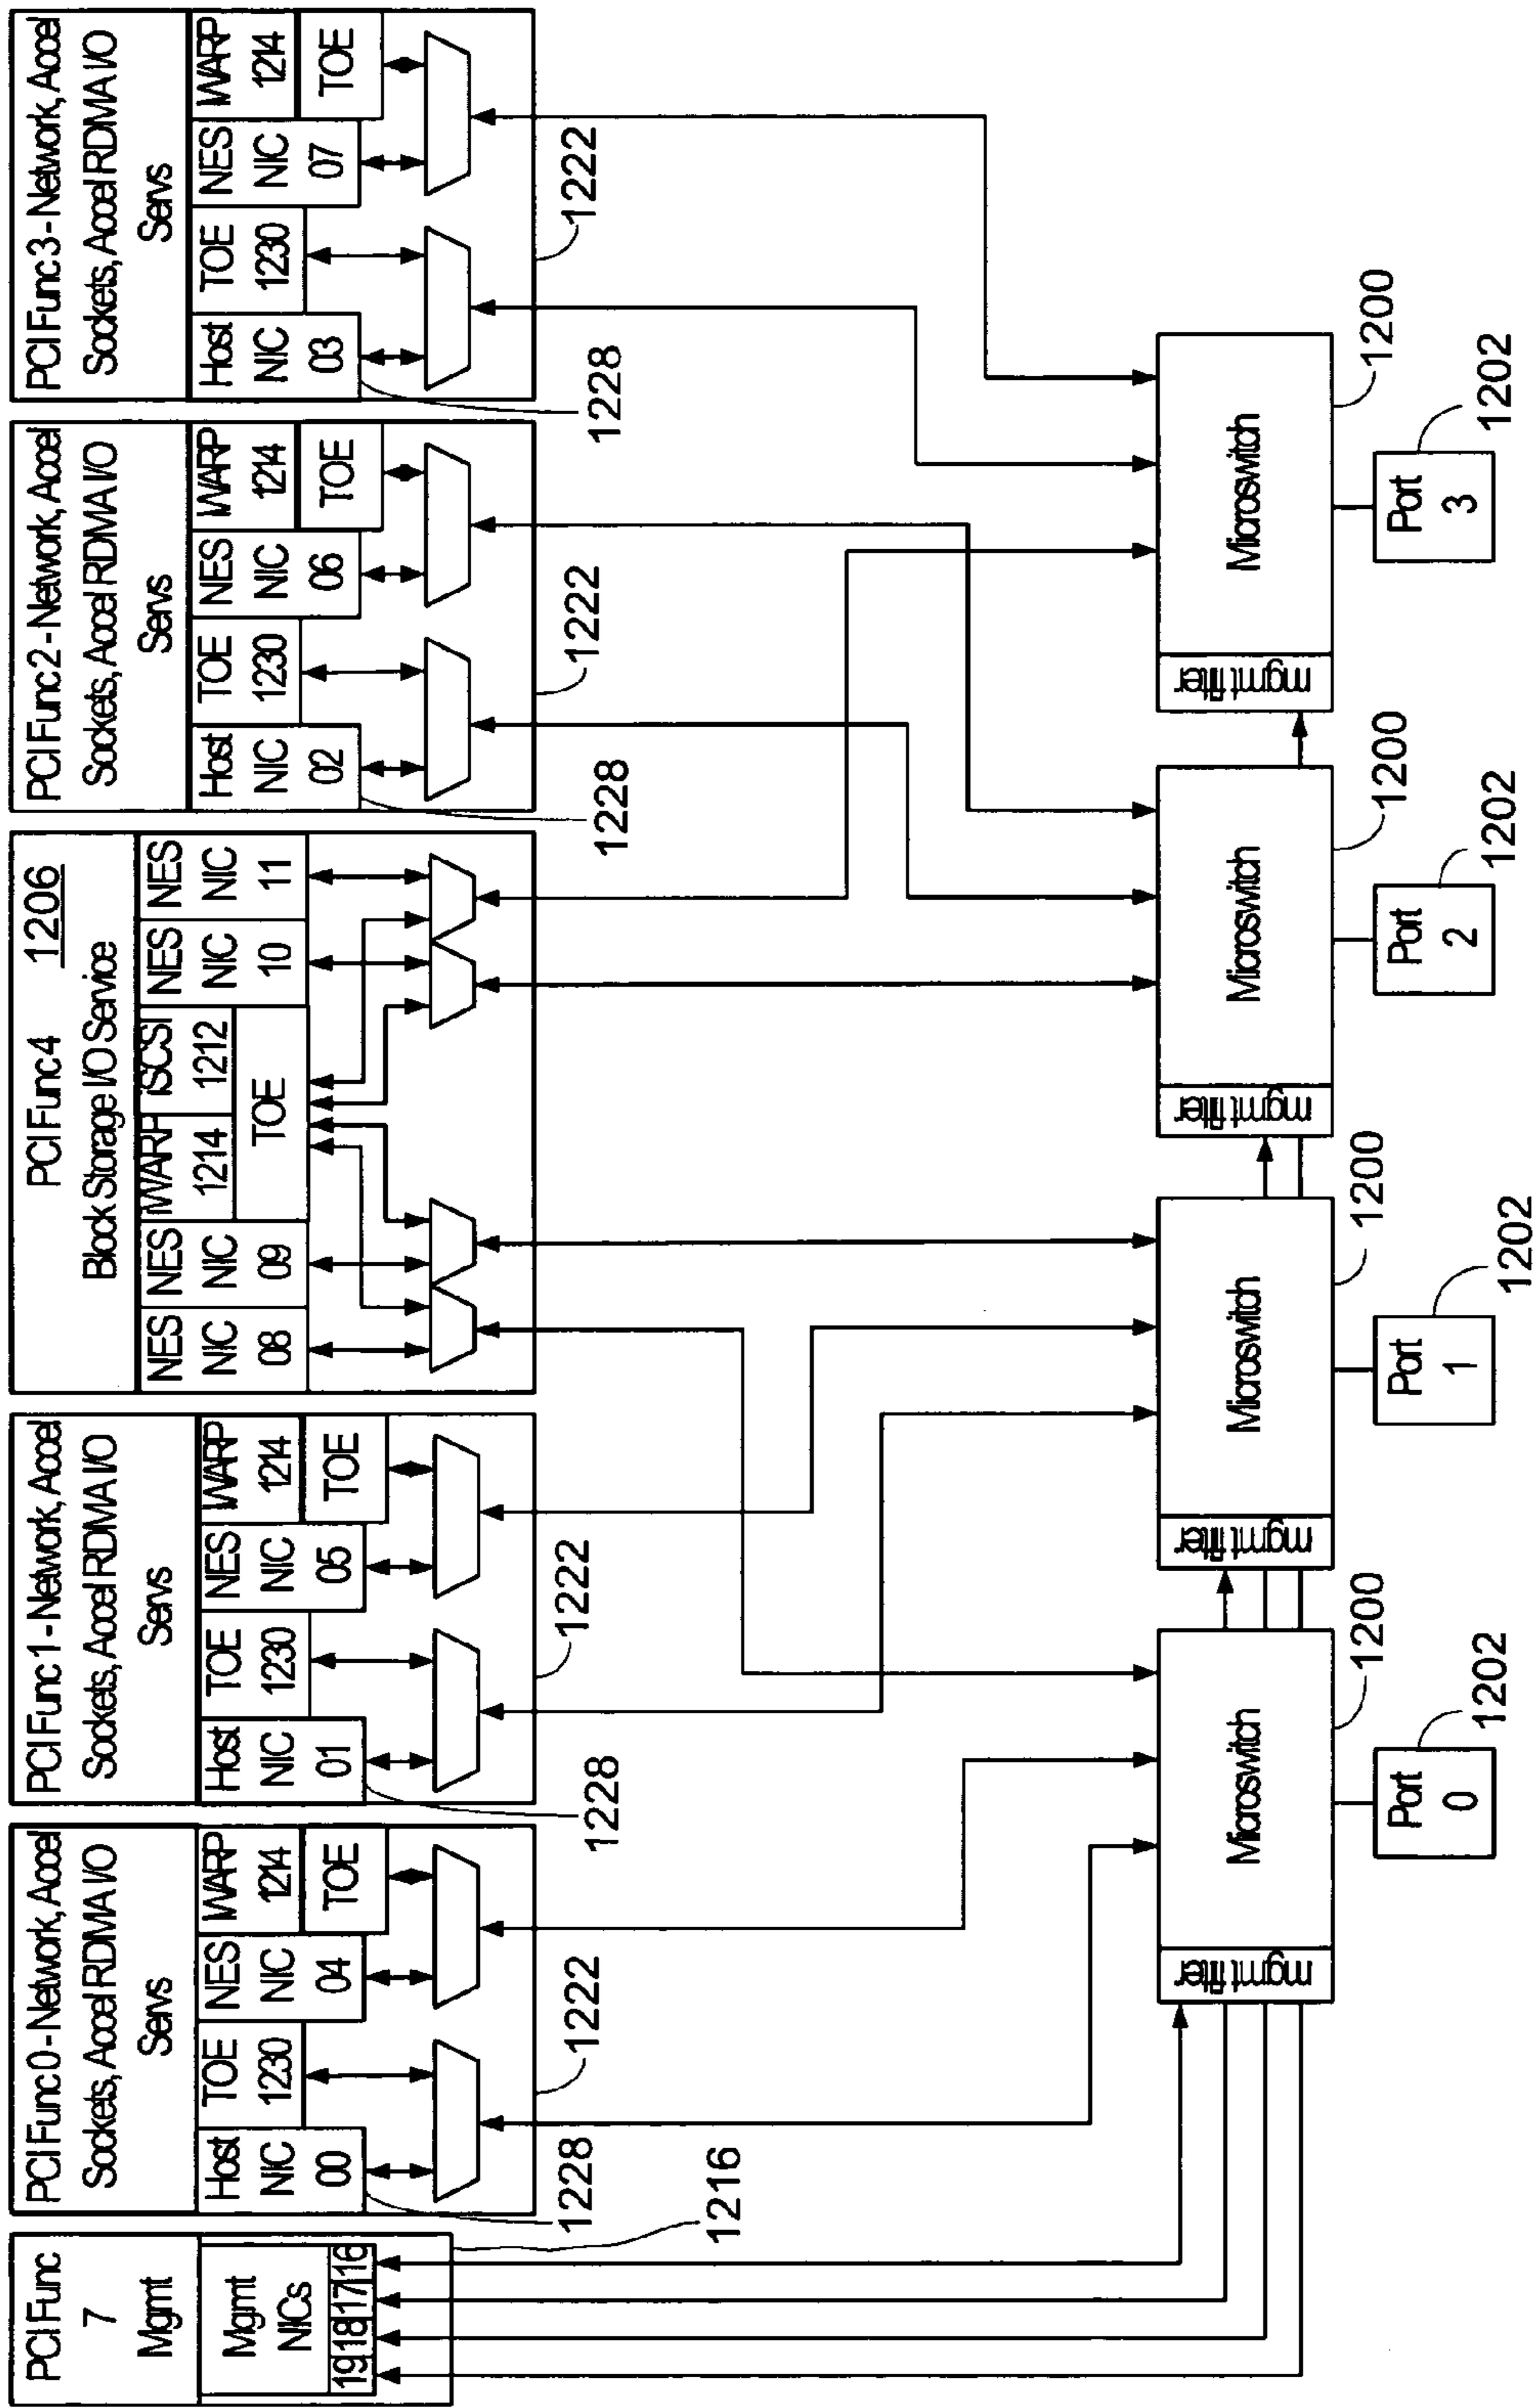 PCI Func
7
Mgmt
Mgmt
NICs
19 18 17 16
1216
PCI Func 0 - Network, Accel
Sockets, Accel RDMA I/O
Servs
Host
NIC
00
TOE
1230
NES
NIC
04
iWARP
1214
TOE
1228
1222
PCI Func 1 - Network, Accel
Sockets, Accel RDMA I/O
Servs
Host
NIC
01
TOE
1230
NES
NIC
05
iWARP
1214
TOE
1228
1222
PCI Func 4 1206
Block Storage I/O Service
NES
NIC
08
NES
NIC
09
iWARP
1214
iSCSI
1212
TOE
NES
NIC
10
NES
NIC
11
PCI Func 2 - Network, Accel
Sockets, Accel RDMA I/O
Servs
Host
NIC
02
TOE
1230
NES
NIC
06
iWARP
1214
TOE
1228
1222
PCI Func 3 - Network, Accel
Sockets, Accel RDMA I/O
Servs
Host
NIC
03
TOE
1230
NES
NIC
07
iWARP
1214
TOE
1228
1222
mgmt filter
Microswitch
1200
Port
0
1202
mgmt filter
Microswitch
1200
Port
1
1202
mgmt filter
Microswitch
1200
Port
2
1202
mgmt filter
Microswitch
1200
Port
3
1202